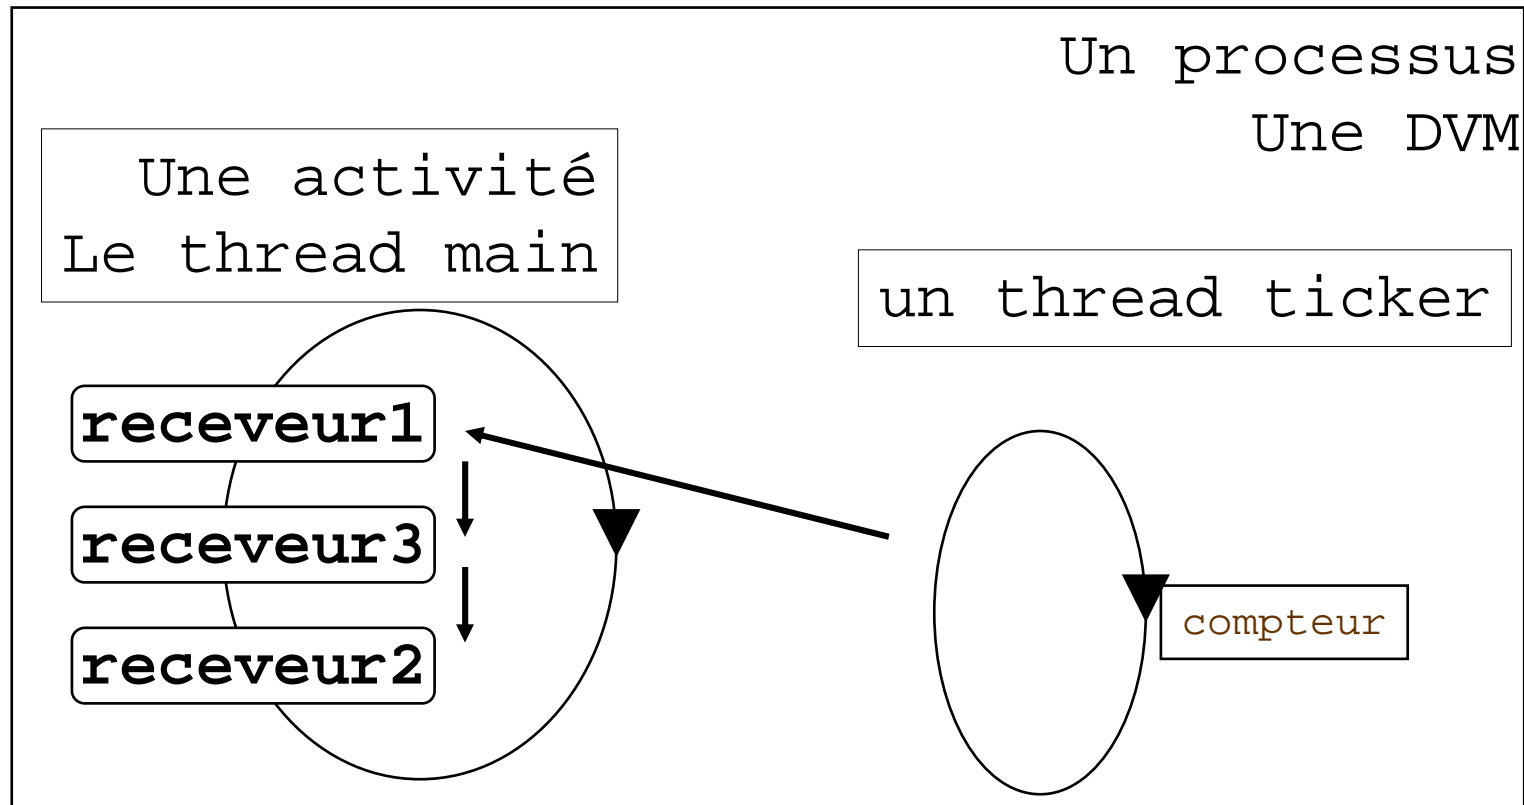 Un processus
Une DVM
Une activité
Le thread main
un thread ticker
receveur1
receveur3
receveur2
compteur